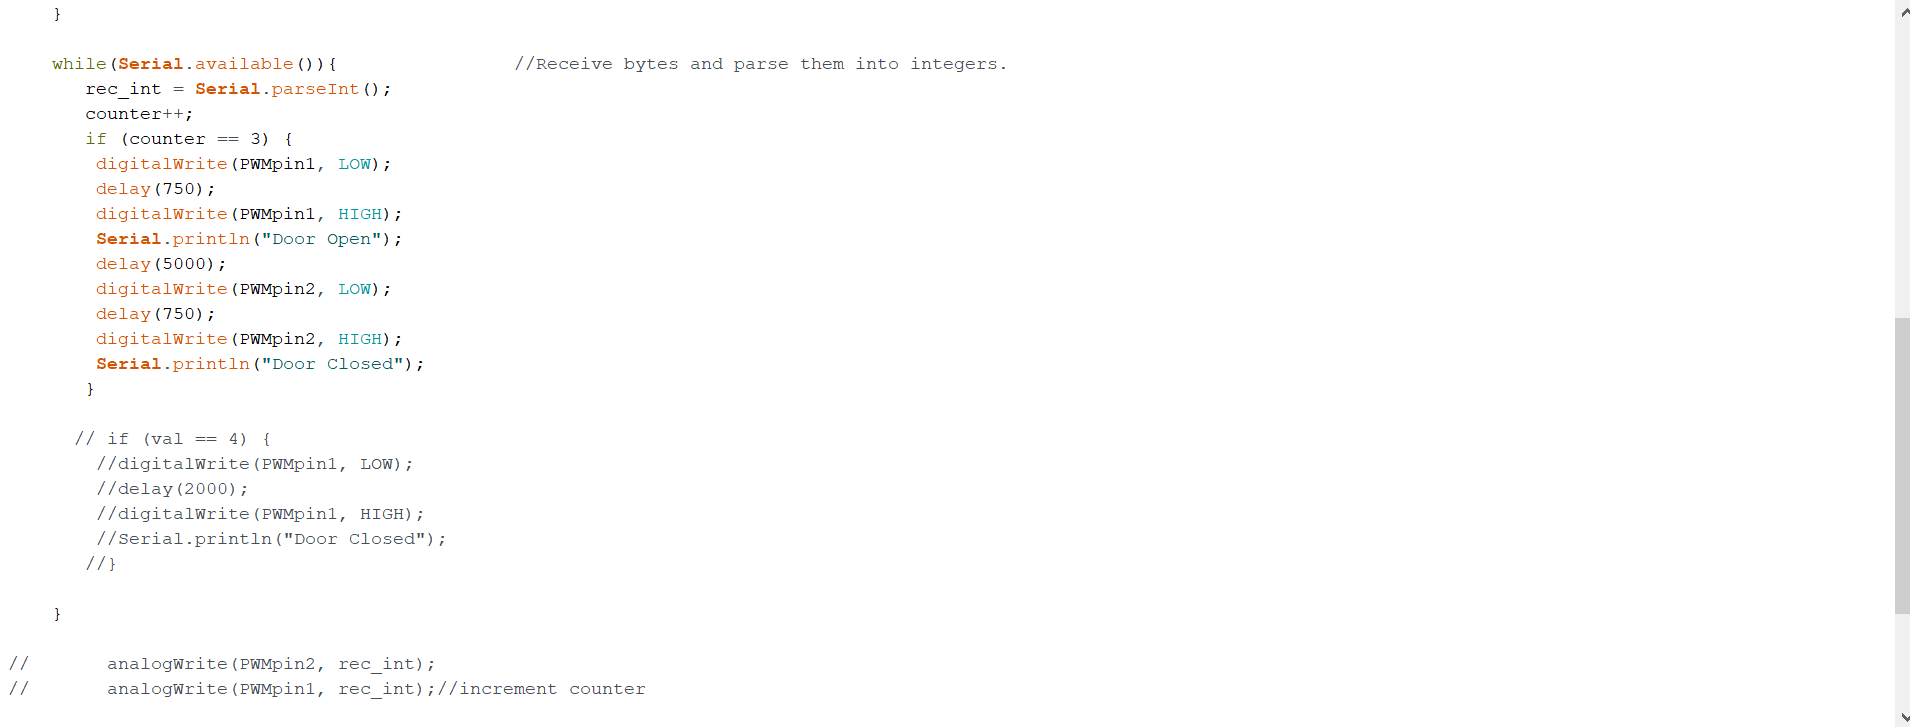 }
while(Serial.available()){ //Receive bytes and parse them into integers.
rec_int = Serial.parseInt();
counter++;
if (counter == 3) {
digitalWrite(PWMpin1, LOW);
delay(750);
digitalWrite(PWMpin1, HIGH);
Serial.println("Door Open");
delay(5000);
digitalWrite(PWMpin2, LOW);
delay(750);
digitalWrite(PWMpin2, HIGH);
Serial.println("Door Closed");
}
// if (val == 4) {
//digitalWrite(PWMpin1, LOW);
//delay(2000);
//digitalWrite(PWMpin1, HIGH);
//Serial.println("Door Closed");
//}
}
// analogWrite(PWMpin2, rec_int);
// analogWrite(PWMpin1, rec_int);//increment counter